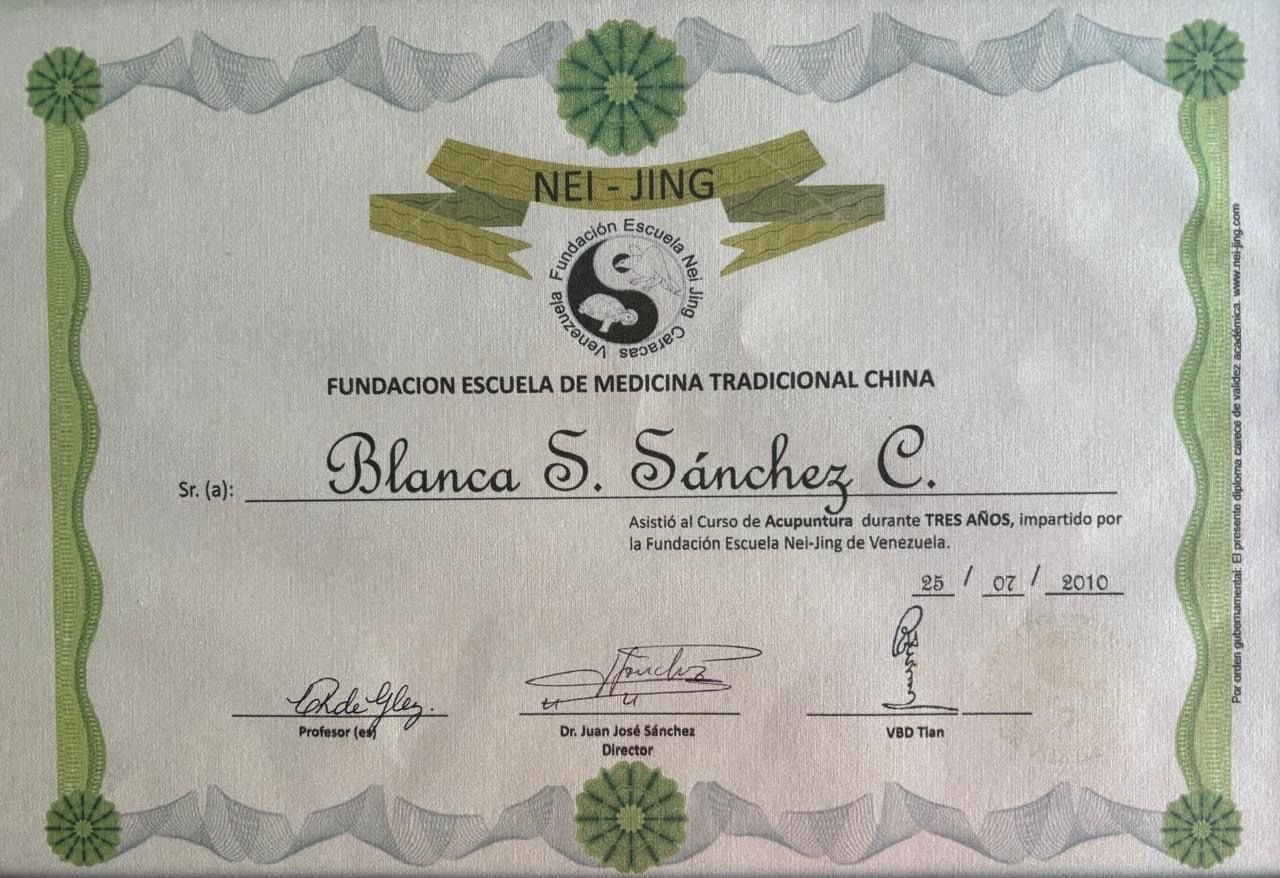 NEI - JING
Fundación Escuela Nei Jing Caracas Venezuela
FUNDACION ESCUELA DE MEDICINA TRADICIONAL CHINA
Sr. (a): Blanca S. Sánchez C.
Asistió al Curso de Acupuntura durante TRES AÑOS, impartido por
la Fundación Escuela Nei-Jing de Venezuela.
25 / 07 / 2010
Profesor (es)
Dr. Juan José Sánchez
Director
VBD Tian
Por orden gubernamental: El presente diploma carece de validez académica. www.nei-jing.com